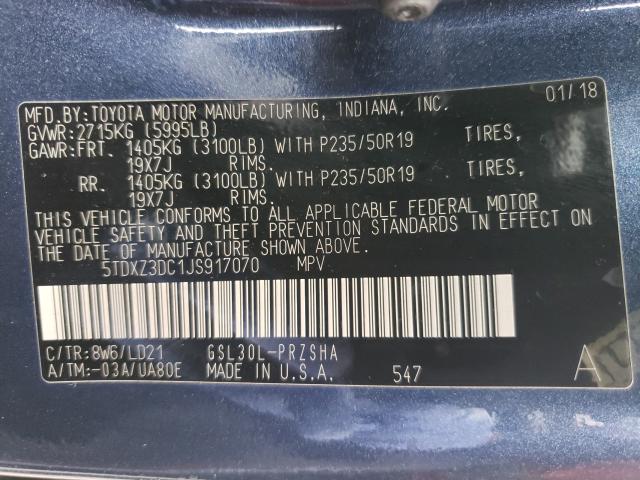 MFD.BY:TOYOTA MOTOR MANUFACTURING, INDIANA, INC. 01/18
GVWR:2715KG (5995LB)
GAWR:FRT. 1405KG (3100LB) WITH P235/50R19 TIRES,
19X7J RIMS.
RR. 1405KG (3100LB) WITH P235/50R19 TIRES,
19X7J RIMS.
THIS VEHICLE CONFORMS TO ALL APPLICABLE FEDERAL MOTOR
VEHICLE SAFETY AND THEFT PREVENTION STANDARDS IN EFFECT ON
THE DATE OF MANUFACTURE SHOWN ABOVE.
5TDXZ3DC1JS917070 MPV
C/TR:8W6/LD21 GSL30L-PRZSHA
A/TM:-03A/UA80E MADE IN U.S.A. 547 A